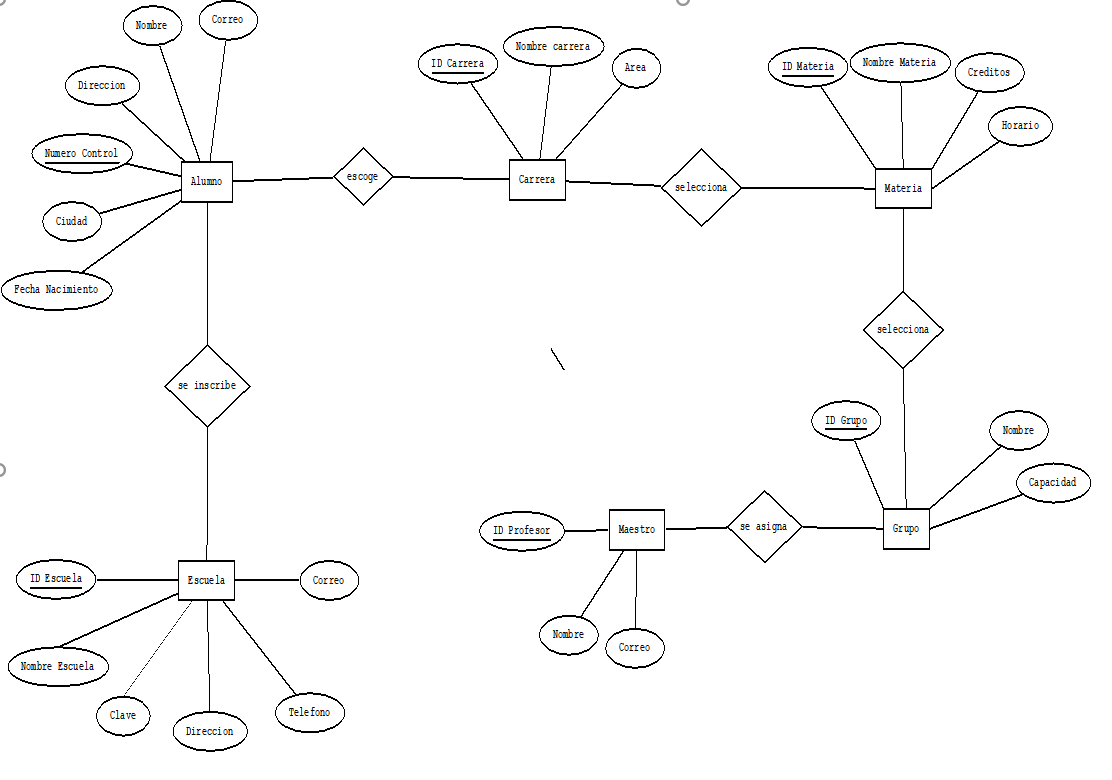 Nombre
Correo
Direccion
Numero Control
Ciudad
Fecha Nacimiento
Alumno
escoge
ID Carrera
Nombre carrera
Area
Carrera
selecciona
ID Materia
Nombre Materia
Creditos
Horario
Materia
selecciona
se inscribe
ID Grupo
Nombre
Capacidad
Grupo
se asigna
Maestro
ID Profesor
Nombre
Correo
ID Escuela
Escuela
Correo
Nombre Escuela
Clave
Direccion
Telefono